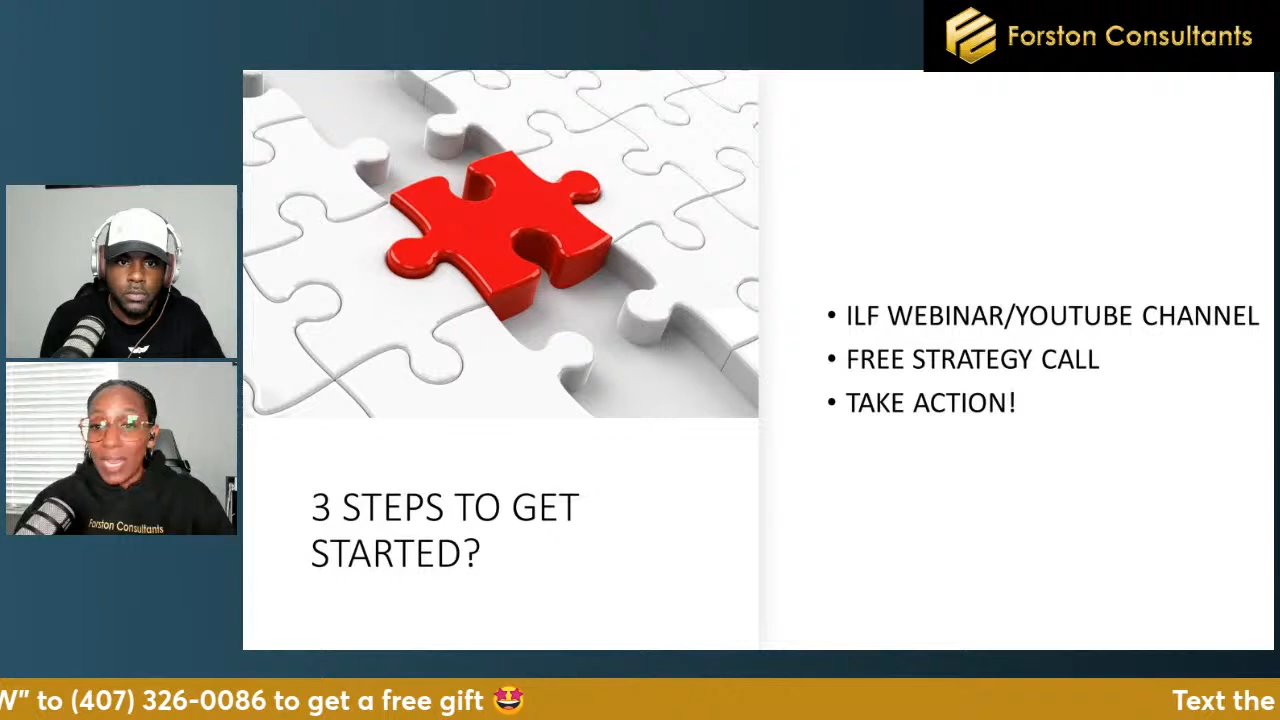 Forston Consultants
ILF WEBINAR/YOUTUBE CHANNEL
FREE STRATEGY CALL
TAKE ACTION!
3 STEPS TO GET
STARTED?
Forston Consultants
W" to (407) 326-0086 to get a free gift 🤩 Text the